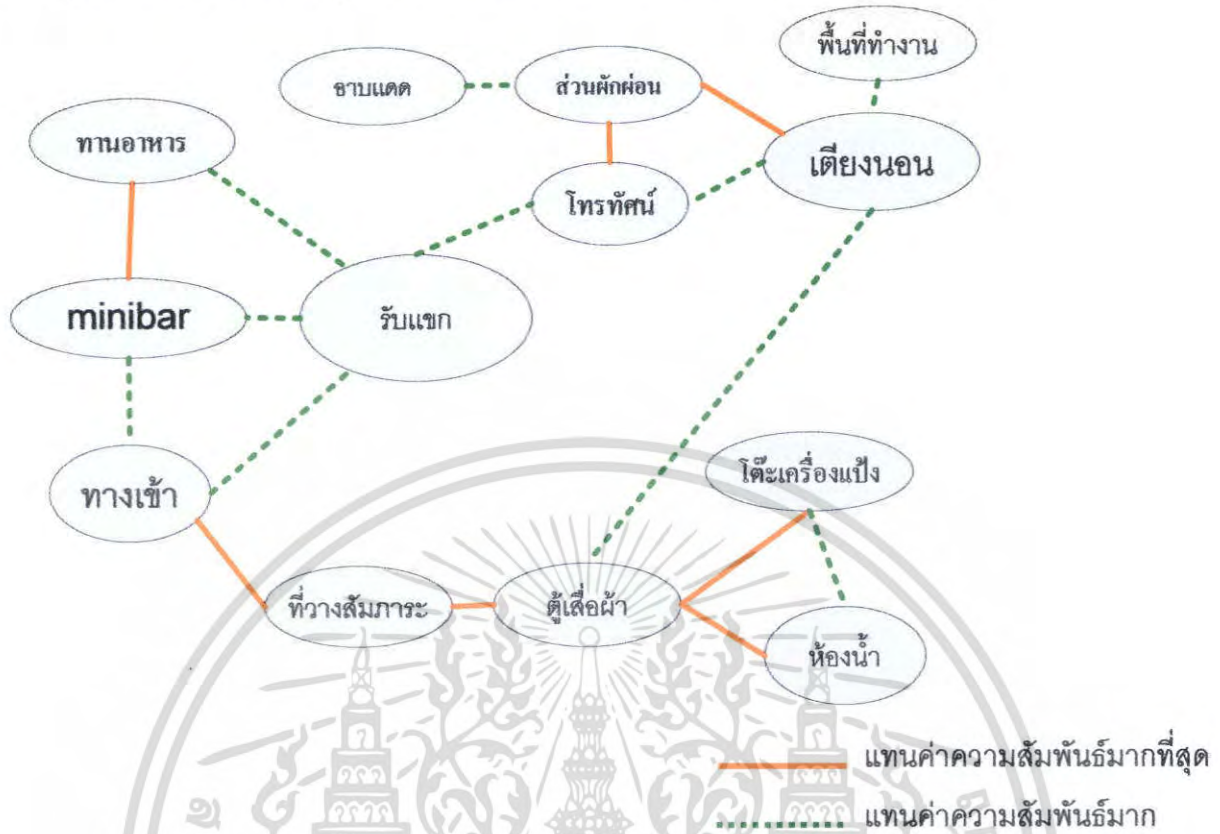 พื้นที่ทำงาน
อาบแดด
ส่วนผักผ่อน
ทานอาหาร
เตียงนอน
โทรทัศน์
minibar
รับแขก
โต๊ะเครื่องแป้ง
ทางเข้า
ที่วางสัมภาระ
ตู้เสื้อผ้า
ห้องน้ำ
แทนค่าความสัมพันธ์มากที่สุด
แทนค่าความสัมพันธ์มาก